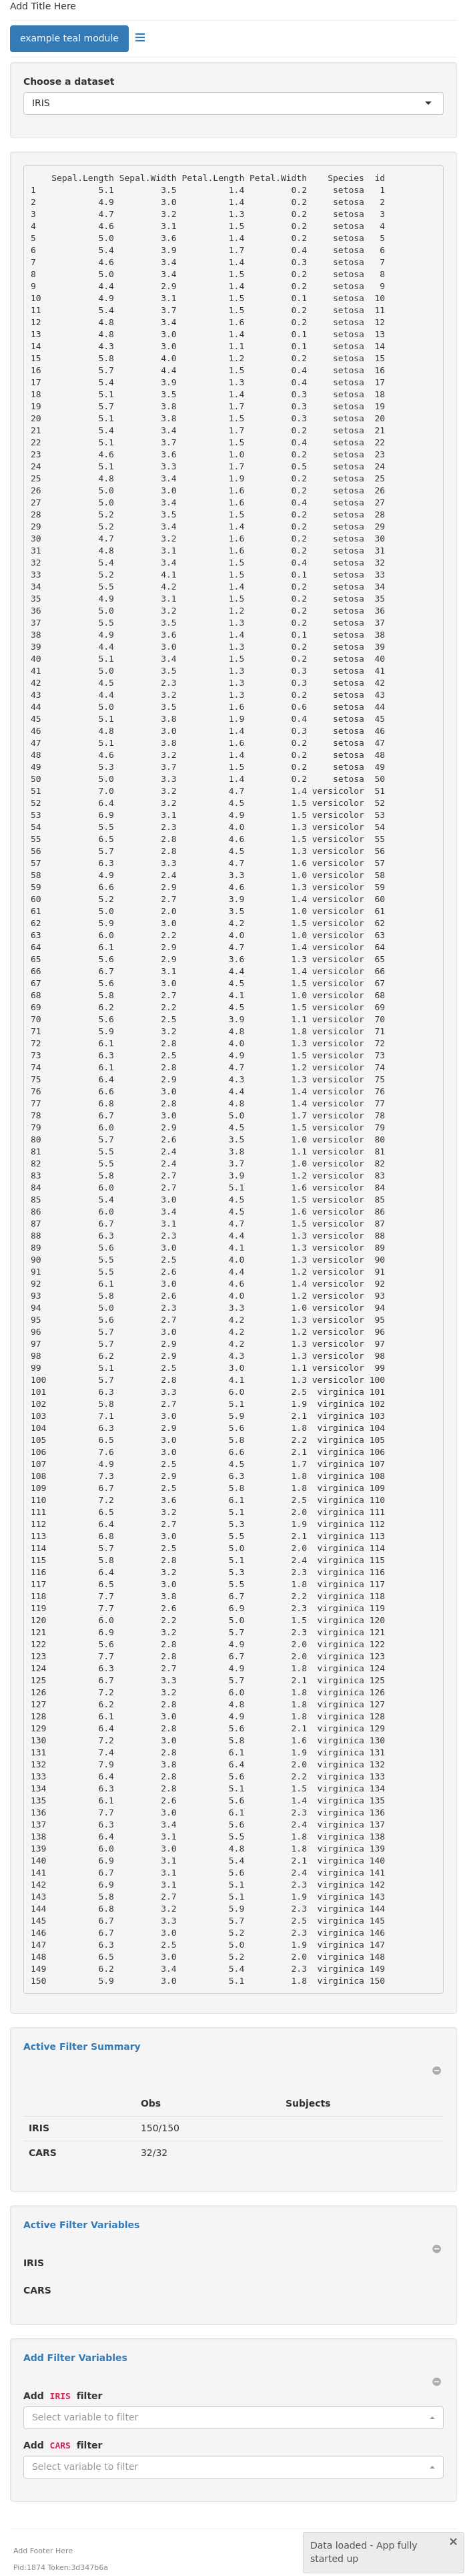 Add Title Here
example teal module
Choose a dataset
IRIS
Sepal.Length Sepal.Width Petal.Length Petal.Width Species id
1 5.1 3.5 1.4 0.2 setosa 1
2 4.9 3.0 1.4 0.2 setosa 2
3 4.7 3.2 1.3 0.2 setosa 3
4 4.6 3.1 1.5 0.2 setosa 4
5 5.0 3.6 1.4 0.2 setosa 5
6 5.4 3.9 1.7 0.4 setosa 6
7 4.6 3.4 1.4 0.3 setosa 7
8 5.0 3.4 1.5 0.2 setosa 8
9 4.4 2.9 1.4 0.2 setosa 9
10 4.9 3.1 1.5 0.1 setosa 10
11 5.4 3.7 1.5 0.2 setosa 11
12 4.8 3.4 1.6 0.2 setosa 12
13 4.8 3.0 1.4 0.1 setosa 13
14 4.3 3.0 1.1 0.1 setosa 14
15 5.8 4.0 1.2 0.2 setosa 15
16 5.7 4.4 1.5 0.4 setosa 16
17 5.4 3.9 1.3 0.4 setosa 17
18 5.1 3.5 1.4 0.3 setosa 18
19 5.7 3.8 1.7 0.3 setosa 19
20 5.1 3.8 1.5 0.3 setosa 20
21 5.4 3.4 1.7 0.2 setosa 21
22 5.1 3.7 1.5 0.4 setosa 22
23 4.6 3.6 1.0 0.2 setosa 23
24 5.1 3.3 1.7 0.5 setosa 24
25 4.8 3.4 1.9 0.2 setosa 25
26 5.0 3.0 1.6 0.2 setosa 26
27 5.0 3.4 1.6 0.4 setosa 27
28 5.2 3.5 1.5 0.2 setosa 28
29 5.2 3.4 1.4 0.2 setosa 29
30 4.7 3.2 1.6 0.2 setosa 30
31 4.8 3.1 1.6 0.2 setosa 31
32 5.4 3.4 1.5 0.4 setosa 32
33 5.2 4.1 1.5 0.1 setosa 33
34 5.5 4.2 1.4 0.2 setosa 34
35 4.9 3.1 1.5 0.2 setosa 35
36 5.0 3.2 1.2 0.2 setosa 36
37 5.5 3.5 1.3 0.2 setosa 37
38 4.9 3.6 1.4 0.1 setosa 38
39 4.4 3.0 1.3 0.2 setosa 39
40 5.1 3.4 1.5 0.2 setosa 40
41 5.0 3.5 1.3 0.3 setosa 41
42 4.5 2.3 1.3 0.3 setosa 42
43 4.4 3.2 1.3 0.2 setosa 43
44 5.0 3.5 1.6 0.6 setosa 44
45 5.1 3.8 1.9 0.4 setosa 45
46 4.8 3.0 1.4 0.3 setosa 46
47 5.1 3.8 1.6 0.2 setosa 47
48 4.6 3.2 1.4 0.2 setosa 48
49 5.3 3.7 1.5 0.2 setosa 49
50 5.0 3.3 1.4 0.2 setosa 50
51 7.0 3.2 4.7 1.4 versicolor 51
52 6.4 3.2 4.5 1.5 versicolor 52
53 6.9 3.1 4.9 1.5 versicolor 53
54 5.5 2.3 4.0 1.3 versicolor 54
55 6.5 2.8 4.6 1.5 versicolor 55
56 5.7 2.8 4.5 1.3 versicolor 56
57 6.3 3.3 4.7 1.6 versicolor 57
58 4.9 2.4 3.3 1.0 versicolor 58
59 6.6 2.9 4.6 1.3 versicolor 59
60 5.2 2.7 3.9 1.4 versicolor 60
61 5.0 2.0 3.5 1.0 versicolor 61
62 5.9 3.0 4.2 1.5 versicolor 62
63 6.0 2.2 4.0 1.0 versicolor 63
64 6.1 2.9 4.7 1.4 versicolor 64
65 5.6 2.9 3.6 1.3 versicolor 65
66 6.7 3.1 4.4 1.4 versicolor 66
67 5.6 3.0 4.5 1.5 versicolor 67
68 5.8 2.7 4.1 1.0 versicolor 68
69 6.2 2.2 4.5 1.5 versicolor 69
70 5.6 2.5 3.9 1.1 versicolor 70
71 5.9 3.2 4.8 1.8 versicolor 71
72 6.1 2.8 4.0 1.3 versicolor 72
73 6.3 2.5 4.9 1.5 versicolor 73
74 6.1 2.8 4.7 1.2 versicolor 74
75 6.4 2.9 4.3 1.3 versicolor 75
76 6.6 3.0 4.4 1.4 versicolor 76
77 6.8 2.8 4.8 1.4 versicolor 77
78 6.7 3.0 5.0 1.7 versicolor 78
79 6.0 2.9 4.5 1.5 versicolor 79
80 5.7 2.6 3.5 1.0 versicolor 80
81 5.5 2.4 3.8 1.1 versicolor 81
82 5.5 2.4 3.7 1.0 versicolor 82
83 5.8 2.7 3.9 1.2 versicolor 83
84 6.0 2.7 5.1 1.6 versicolor 84
85 5.4 3.0 4.5 1.5 versicolor 85
86 6.0 3.4 4.5 1.6 versicolor 86
87 6.7 3.1 4.7 1.5 versicolor 87
88 6.3 2.3 4.4 1.3 versicolor 88
89 5.6 3.0 4.1 1.3 versicolor 89
90 5.5 2.5 4.0 1.3 versicolor 90
91 5.5 2.6 4.4 1.2 versicolor 91
92 6.1 3.0 4.6 1.4 versicolor 92
93 5.8 2.6 4.0 1.2 versicolor 93
94 5.0 2.3 3.3 1.0 versicolor 94
95 5.6 2.7 4.2 1.3 versicolor 95
96 5.7 3.0 4.2 1.2 versicolor 96
97 5.7 2.9 4.2 1.3 versicolor 97
98 6.2 2.9 4.3 1.3 versicolor 98
99 5.1 2.5 3.0 1.1 versicolor 99
100 5.7 2.8 4.1 1.3 versicolor 100
101 6.3 3.3 6.0 2.5 virginica 101
102 5.8 2.7 5.1 1.9 virginica 102
103 7.1 3.0 5.9 2.1 virginica 103
104 6.3 2.9 5.6 1.8 virginica 104
105 6.5 3.0 5.8 2.2 virginica 105
106 7.6 3.0 6.6 2.1 virginica 106
107 4.9 2.5 4.5 1.7 virginica 107
108 7.3 2.9 6.3 1.8 virginica 108
109 6.7 2.5 5.8 1.8 virginica 109
110 7.2 3.6 6.1 2.5 virginica 110
111 6.5 3.2 5.1 2.0 virginica 111
112 6.4 2.7 5.3 1.9 virginica 112
113 6.8 3.0 5.5 2.1 virginica 113
114 5.7 2.5 5.0 2.0 virginica 114
115 5.8 2.8 5.1 2.4 virginica 115
116 6.4 3.2 5.3 2.3 virginica 116
117 6.5 3.0 5.5 1.8 virginica 117
118 7.7 3.8 6.7 2.2 virginica 118
119 7.7 2.6 6.9 2.3 virginica 119
120 6.0 2.2 5.0 1.5 virginica 120
121 6.9 3.2 5.7 2.3 virginica 121
122 5.6 2.8 4.9 2.0 virginica 122
123 7.7 2.8 6.7 2.0 virginica 123
124 6.3 2.7 4.9 1.8 virginica 124
125 6.7 3.3 5.7 2.1 virginica 125
126 7.2 3.2 6.0 1.8 virginica 126
127 6.2 2.8 4.8 1.8 virginica 127
128 6.1 3.0 4.9 1.8 virginica 128
129 6.4 2.8 5.6 2.1 virginica 129
130 7.2 3.0 5.8 1.6 virginica 130
131 7.4 2.8 6.1 1.9 virginica 131
132 7.9 3.8 6.4 2.0 virginica 132
133 6.4 2.8 5.6 2.2 virginica 133
134 6.3 2.8 5.1 1.5 virginica 134
135 6.1 2.6 5.6 1.4 virginica 135
136 7.7 3.0 6.1 2.3 virginica 136
137 6.3 3.4 5.6 2.4 virginica 137
138 6.4 3.1 5.5 1.8 virginica 138
139 6.0 3.0 4.8 1.8 virginica 139
140 6.9 3.1 5.4 2.1 virginica 140
141 6.7 3.1 5.6 2.4 virginica 141
142 6.9 3.1 5.1 2.3 virginica 142
143 5.8 2.7 5.1 1.9 virginica 143
144 6.8 3.2 5.9 2.3 virginica 144
145 6.7 3.3 5.7 2.5 virginica 145
146 6.7 3.0 5.2 2.3 virginica 146
147 6.3 2.5 5.0 1.9 virginica 147
148 6.5 3.0 5.2 2.0 virginica 148
149 6.2 3.4 5.4 2.3 virginica 149
150 5.9 3.0 5.1 1.8 virginica 150
Active Filter Summary
Obs Subjects
IRIS 150/150
CARS 32/32
Active Filter Variables
IRIS
CARS
Add Filter Variables
Add IRIS filter
Select variable to filter
Add CARS filter
Select variable to filter
Add Footer Here
Pid:1874 Token:3d347b6a
Data loaded - App fully
started up